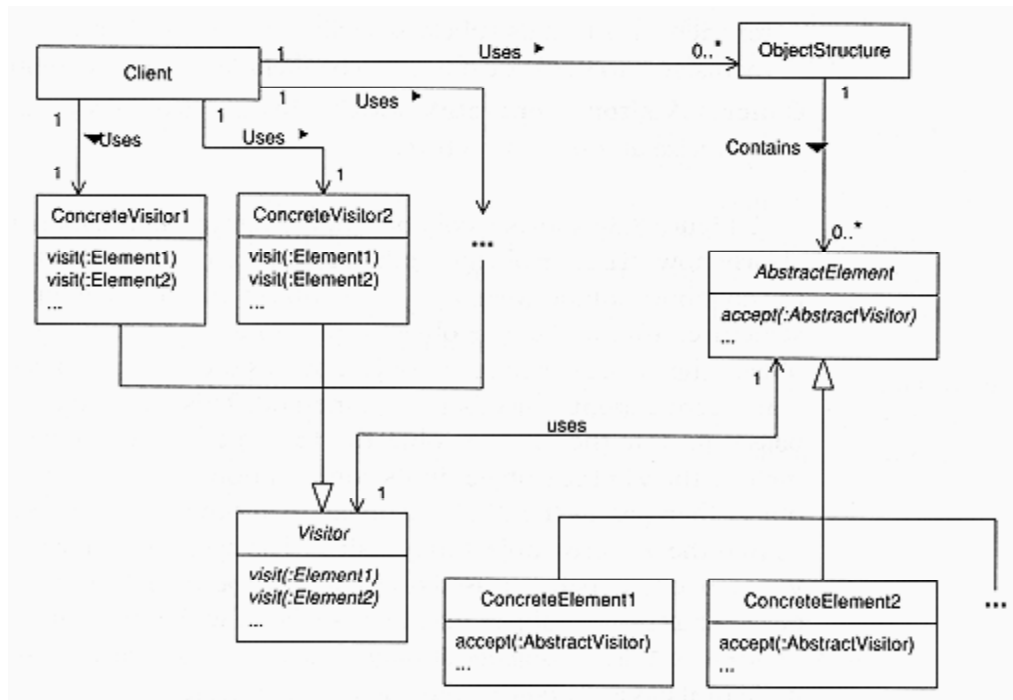 Client
1
Uses
0..*
ObjectStructure
1
Uses
1
Uses
1
1
Uses
1
1
Contains
0..*
ConcreteVisitor1
visit(:Element1)
visit(:Element2)
...
ConcreteVisitor2
visit(:Element1)
visit(:Element2)
...
...
AbstractElement
accept(:AbstractVisitor)
...
1
uses
1
Visitor
visit(:Element1)
visit(:Element2)
...
ConcreteElement1
accept(:AbstractVisitor)
...
ConcreteElement2
accept(:AbstractVisitor)
...
...